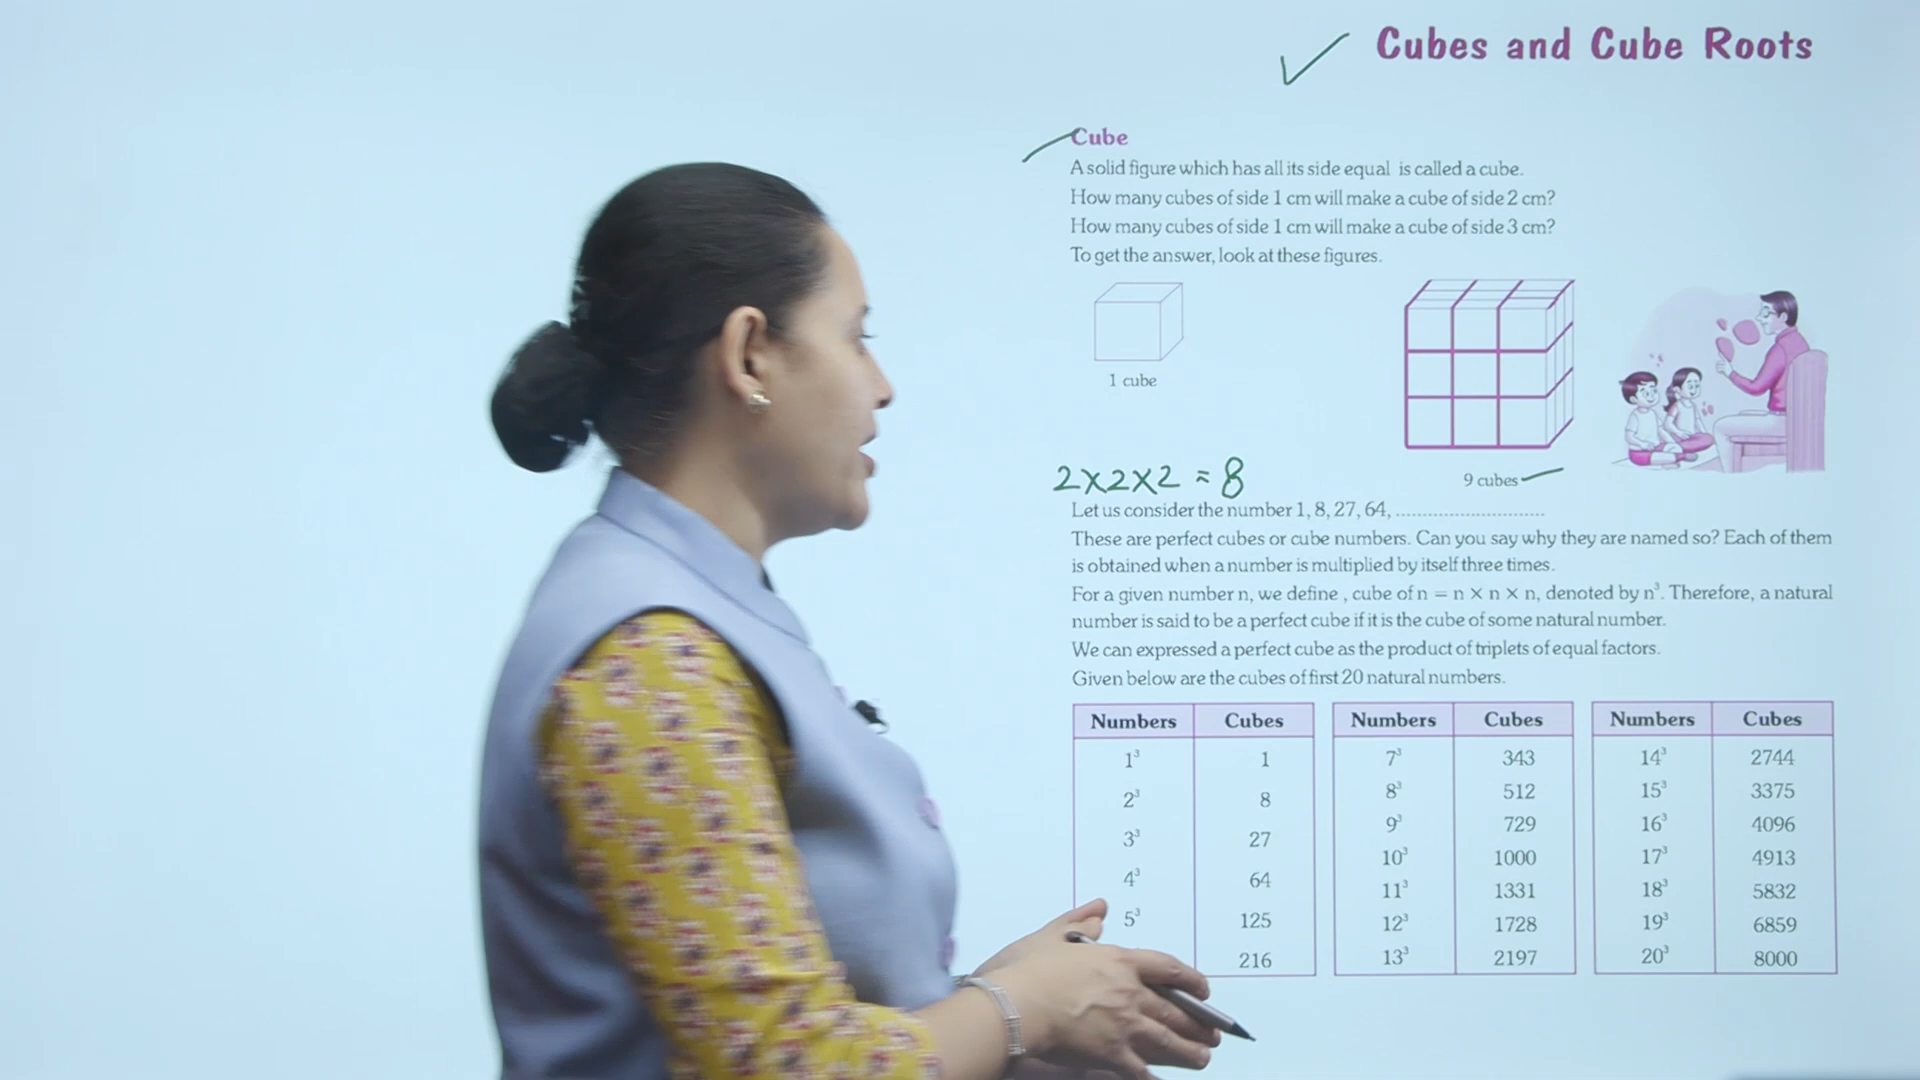 Cubes and Cube Roots
Cube
A solid figure which has all its side equal is called a cube.
How many cubes of side 1 cm will make a cube of side 2 cm?
How many cubes of side 1 cm will make a cube of side 3 cm?
To get the answer, look at these figures.
1 cube
9 cubes
2×2×2 = 8
Let us consider the number 1, 8, 27, 64, ..............................
These are perfect cubes or cube numbers. Can you say why they are named so? Each of them
is obtained when a number is multiplied by itself three times.
For a given number n, we define , cube of n = n × n × n, denoted by n³. Therefore, a natural
number is said to be a perfect cube if it is the cube of some natural number.
We can expressed a perfect cube as the product of triplets of equal factors.
Given below are the cubes of first 20 natural numbers.
Numbers Cubes Numbers Cubes Numbers Cubes
1³ 1 7³ 343 14³ 2744
2³ 8 8³ 512 15³ 3375
3³ 27 9³ 729 16³ 4096
4³ 64 10³ 1000 17³ 4913
5³ 125 11³ 1331 18³ 5832
216 12³ 1728 19³ 6859
13³ 2197 20³ 8000